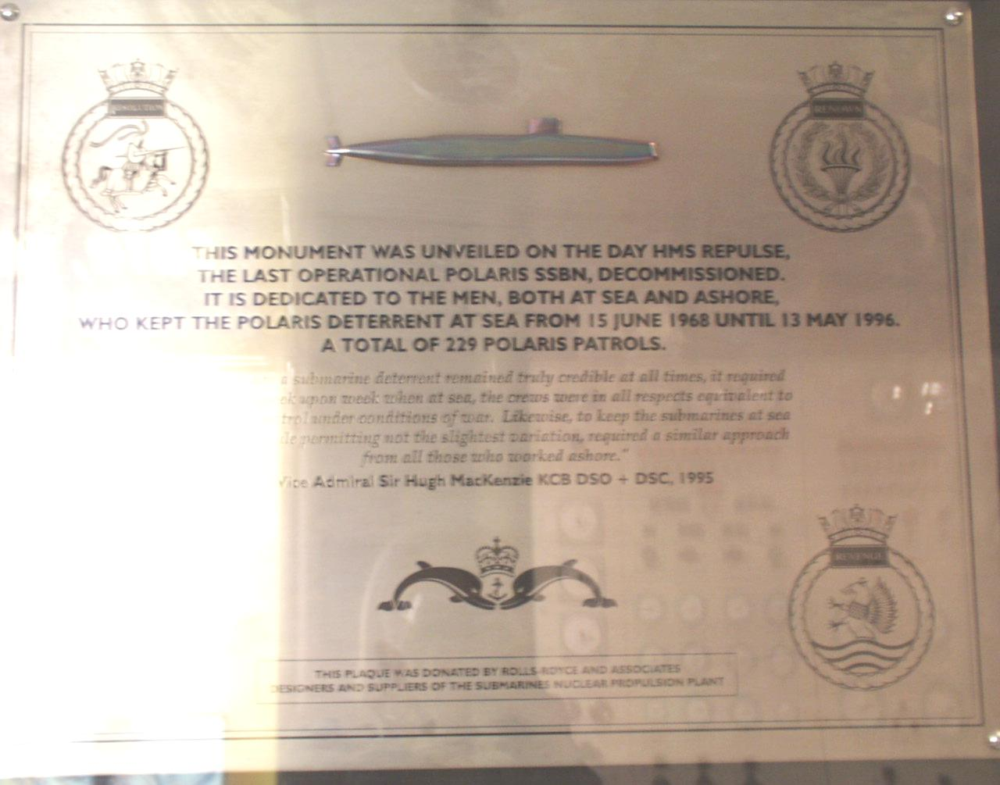 RESOLUTION
RENOWN
THIS MONUMENT WAS UNVEILED ON THE DAY HMS REPULSE,
THE LAST OPERATIONAL POLARIS SSBN, DECOMMISSIONED.
IT IS DEDICATED TO THE MEN, BOTH AT SEA AND ASHORE,
WHO KEPT THE POLARIS DETERRENT AT SEA FROM 15 JUNE 1968 UNTIL 13 MAY 1996.
A TOTAL OF 229 POLARIS PATROLS.
a submarine deterrent remained truly credible at all times, it required
upon week when at sea, the crews were in all respects equivalent to
under conditions of war. Likewise, to keep the submarines at sea
permitting not the slightest variation, required a similar approach
from all those who worked ashore."
Vice Admiral Sir Hugh MacKenzie KCB DSO + DSC, 1995
REVENGE
THIS PLAQUE WAS DONATED BY ROLLS-ROYCE AND ASSOCIATES
DESIGNERS AND SUPPLIERS OF THE SUBMARINES NUCLEAR PROPULSION PLANT